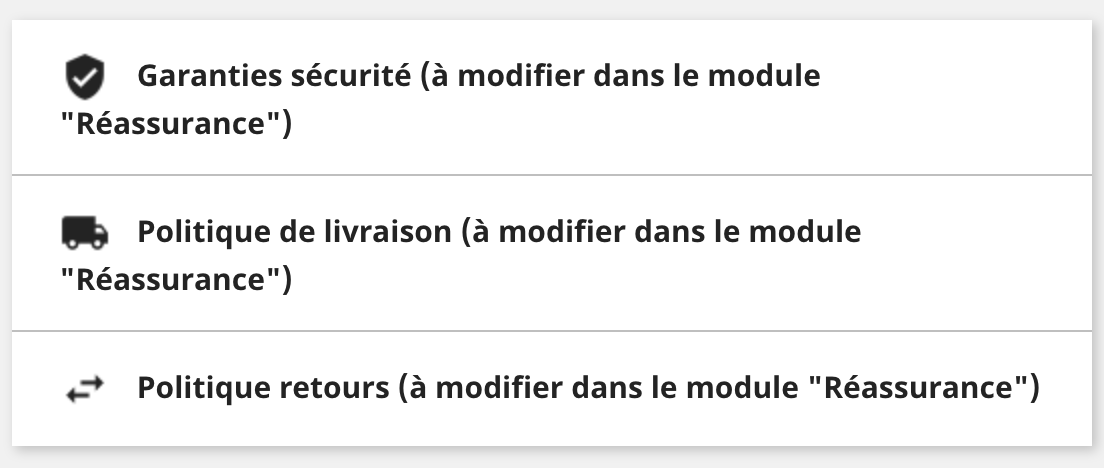 Garanties sécurité (à modifier dans le module
"Réassurance")
Politique de livraison (à modifier dans le module
"Réassurance")
Politique retours (à modifier dans le module "Réassurance")